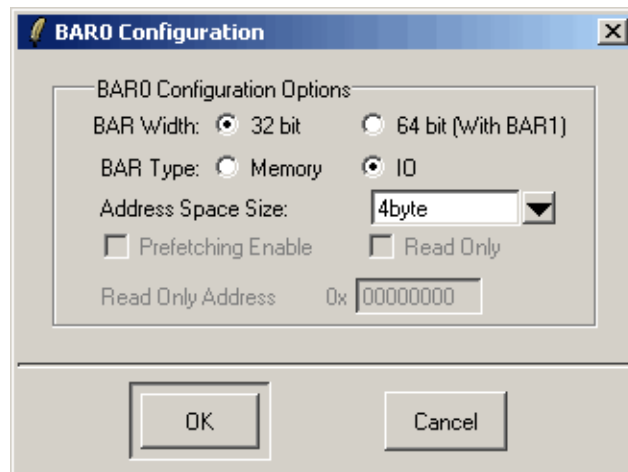 BAR0 Configuration
BAR0 Configuration Options
BAR Width: 32 bit 64 bit (With BAR1)
BAR Type: Memory IO
Address Space Size: 4byte
Prefetching Enable Read Only
Read Only Address 0x 00000000
OK Cancel